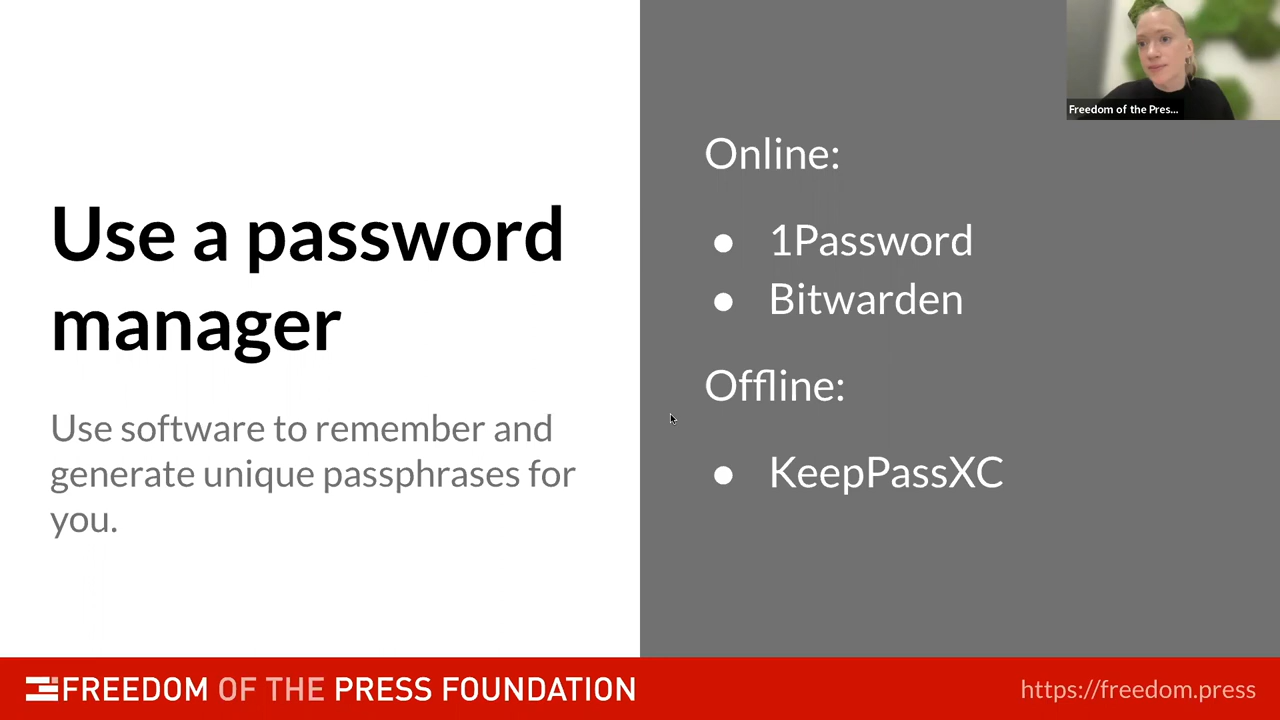 Freedom of the Pres...
Use a password
manager
Use software to remember and
generate unique passphrases for
you.
Online:
● 1Password
● Bitwarden
Offline:
● KeepPassXC
FREEDOM OF THE PRESS FOUNDATION
https://freedom.press